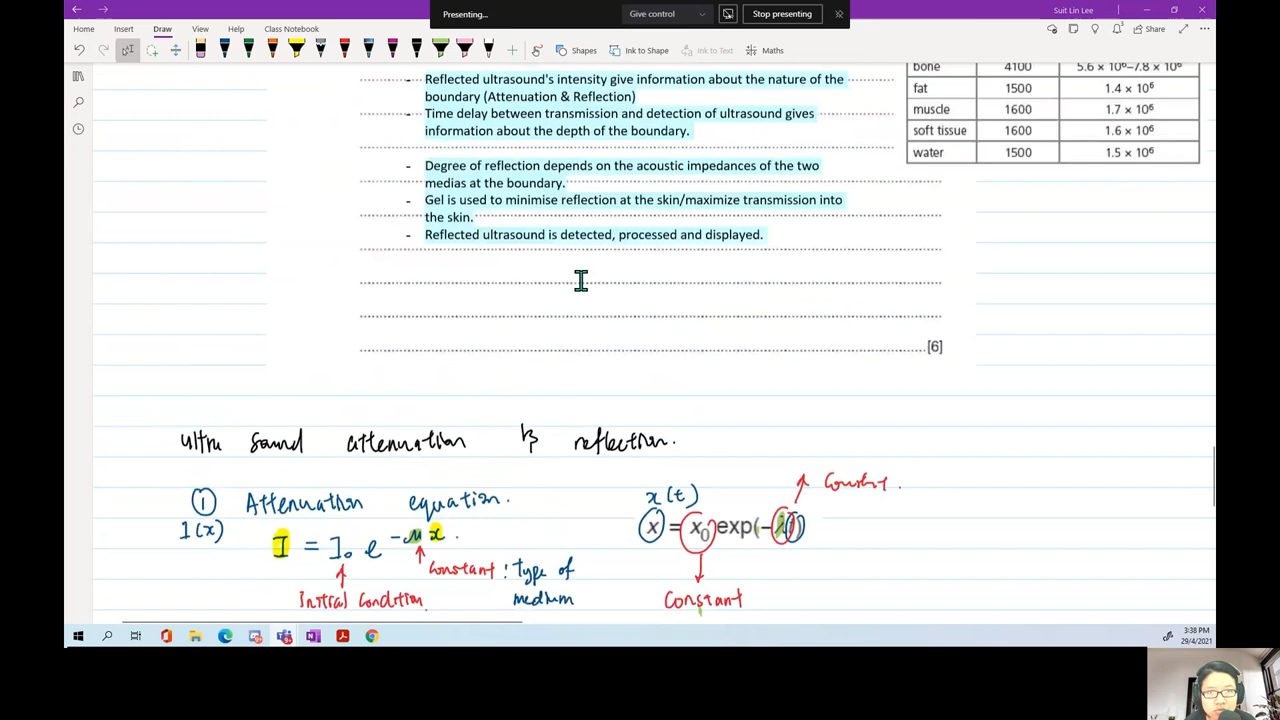 Presenting...
Give control
Stop presenting
Suit Lin Lee
Home Insert Draw View Help Class Notebook
Share
Shapes Ink to Shape Ink to Text Maths
- Reflected ultrasound's intensity give information about the nature of the
boundary (Attenuation & Reflection)
- Time delay between transmission and detection of ultrasound gives
information about the depth of the boundary.
- Degree of reflection depends on the acoustic impedances of the two
medias at the boundary.
- Gel is used to minimise reflection at the skin/maximize transmission into
the skin.
- Reflected ultrasound is detected, processed and displayed.
[6]
bone 4100 5.6 × 10⁶–7.8 × 10⁶
fat 1500 1.4 × 10⁶
muscle 1600 1.7 × 10⁶
soft tissue 1600 1.6 × 10⁶
water 1500 1.5 × 10⁶
Ultra sound attenuation & reflection.
① Attenuation equation.
I(x)
I = I₀ e^(-μx).
Constant : Type of
medium
Initial Condition
x(t)
x = x₀ exp(−λt)
Constant.
Constant
3:38 PM
29/4/2021